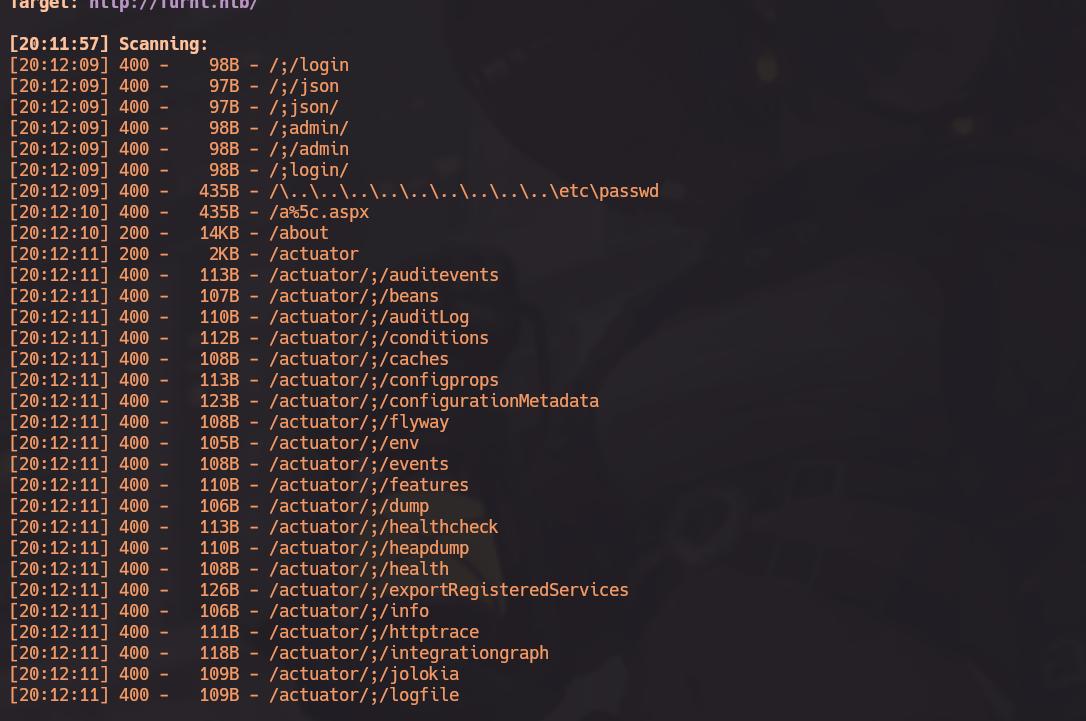 Target: http://furni.htb/
[20:11:57] Scanning:
[20:12:09] 400 -    98B - /;/login
[20:12:09] 400 -    97B - /;/json
[20:12:09] 400 -    97B - /;json/
[20:12:09] 400 -    98B - /;admin/
[20:12:09] 400 -    98B - /;/admin
[20:12:09] 400 -    98B - /;login/
[20:12:09] 400 -   435B - /\..\..\..\..\..\..\..\..\..\etc\passwd
[20:12:10] 400 -   435B - /a%5c.aspx
[20:12:10] 200 -   14KB - /about
[20:12:11] 200 -    2KB - /actuator
[20:12:11] 400 -   113B - /actuator/;/auditevents
[20:12:11] 400 -   107B - /actuator/;/beans
[20:12:11] 400 -   110B - /actuator/;/auditLog
[20:12:11] 400 -   112B - /actuator/;/conditions
[20:12:11] 400 -   108B - /actuator/;/caches
[20:12:11] 400 -   113B - /actuator/;/configprops
[20:12:11] 400 -   123B - /actuator/;/configurationMetadata
[20:12:11] 400 -   108B - /actuator/;/flyway
[20:12:11] 400 -   105B - /actuator/;/env
[20:12:11] 400 -   108B - /actuator/;/events
[20:12:11] 400 -   110B - /actuator/;/features
[20:12:11] 400 -   106B - /actuator/;/dump
[20:12:11] 400 -   113B - /actuator/;/healthcheck
[20:12:11] 400 -   110B - /actuator/;/heapdump
[20:12:11] 400 -   108B - /actuator/;/health
[20:12:11] 400 -   126B - /actuator/;/exportRegisteredServices
[20:12:11] 400 -   106B - /actuator/;/info
[20:12:11] 400 -   111B - /actuator/;/httptrace
[20:12:11] 400 -   118B - /actuator/;/integrationgraph
[20:12:11] 400 -   109B - /actuator/;/jolokia
[20:12:11] 400 -   109B - /actuator/;/logfile